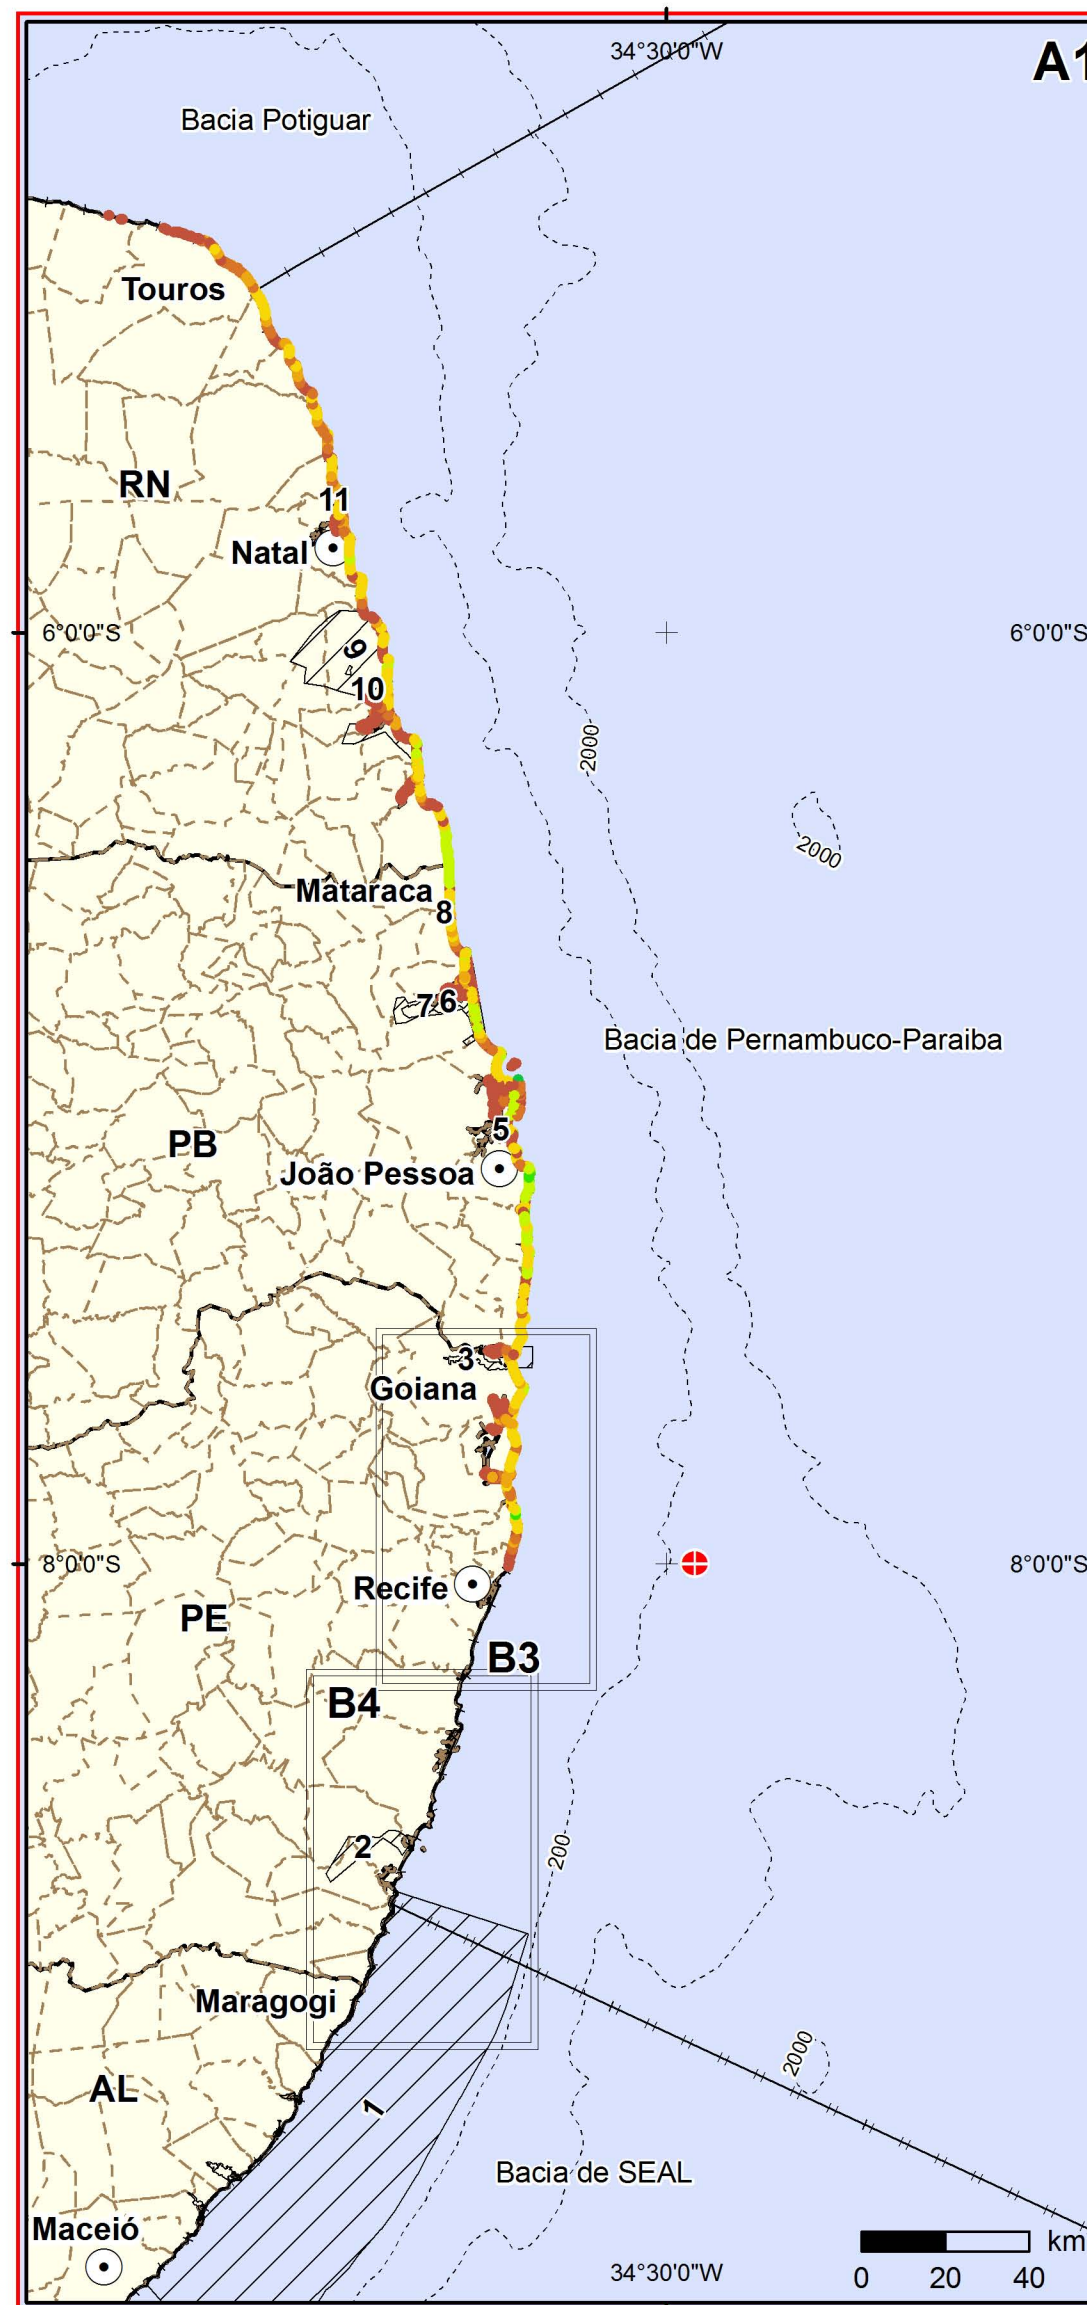 34°30'0"W
A1
Bacia Potiguar
Touros
RN
11
Natal
6°0'0"S
6°0'0"S
9
10
2000
2000
Mataraca
8
7
6
Bacia de Pernambuco-Paraiba
5
PB
João Pessoa
3
Goiana
8°0'0"S
8°0'0"S
Recife
PE
B3
B4
2
200
Maragogi
2000
AL
1
Bacia de SEAL
Maceió
km
34°30'0"W
0 20 40